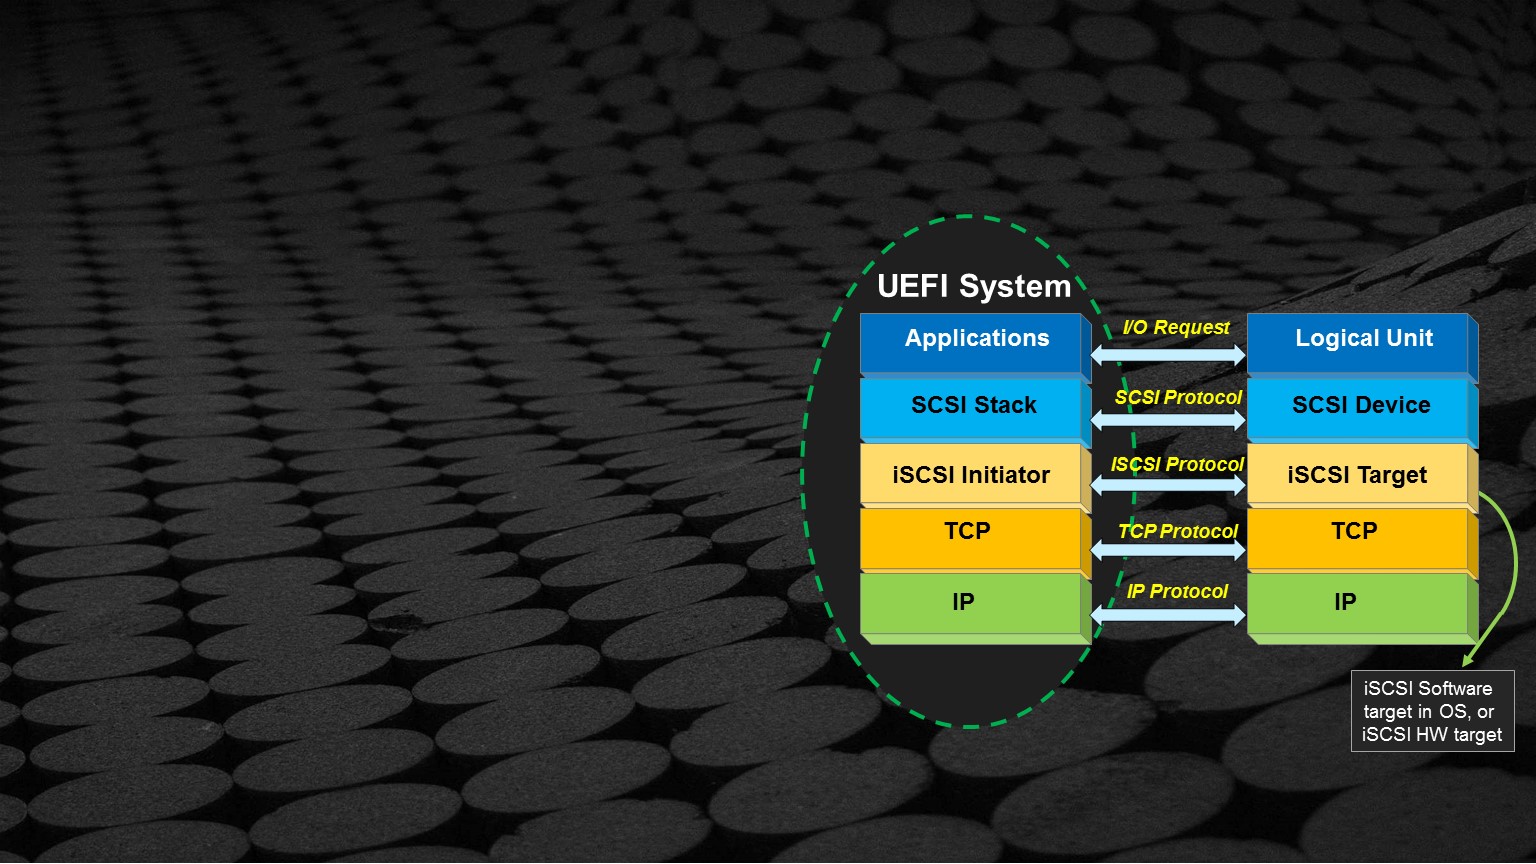 UEFI System
Applications
I/O Request
Logical Unit
SCSI Stack
SCSI Protocol
SCSI Device
iSCSI Initiator
ISCSI Protocol
iSCSI Target
TCP
TCP Protocol
TCP
IP
IP Protocol
IP
iSCSI Software
target in OS, or
iSCSI HW target